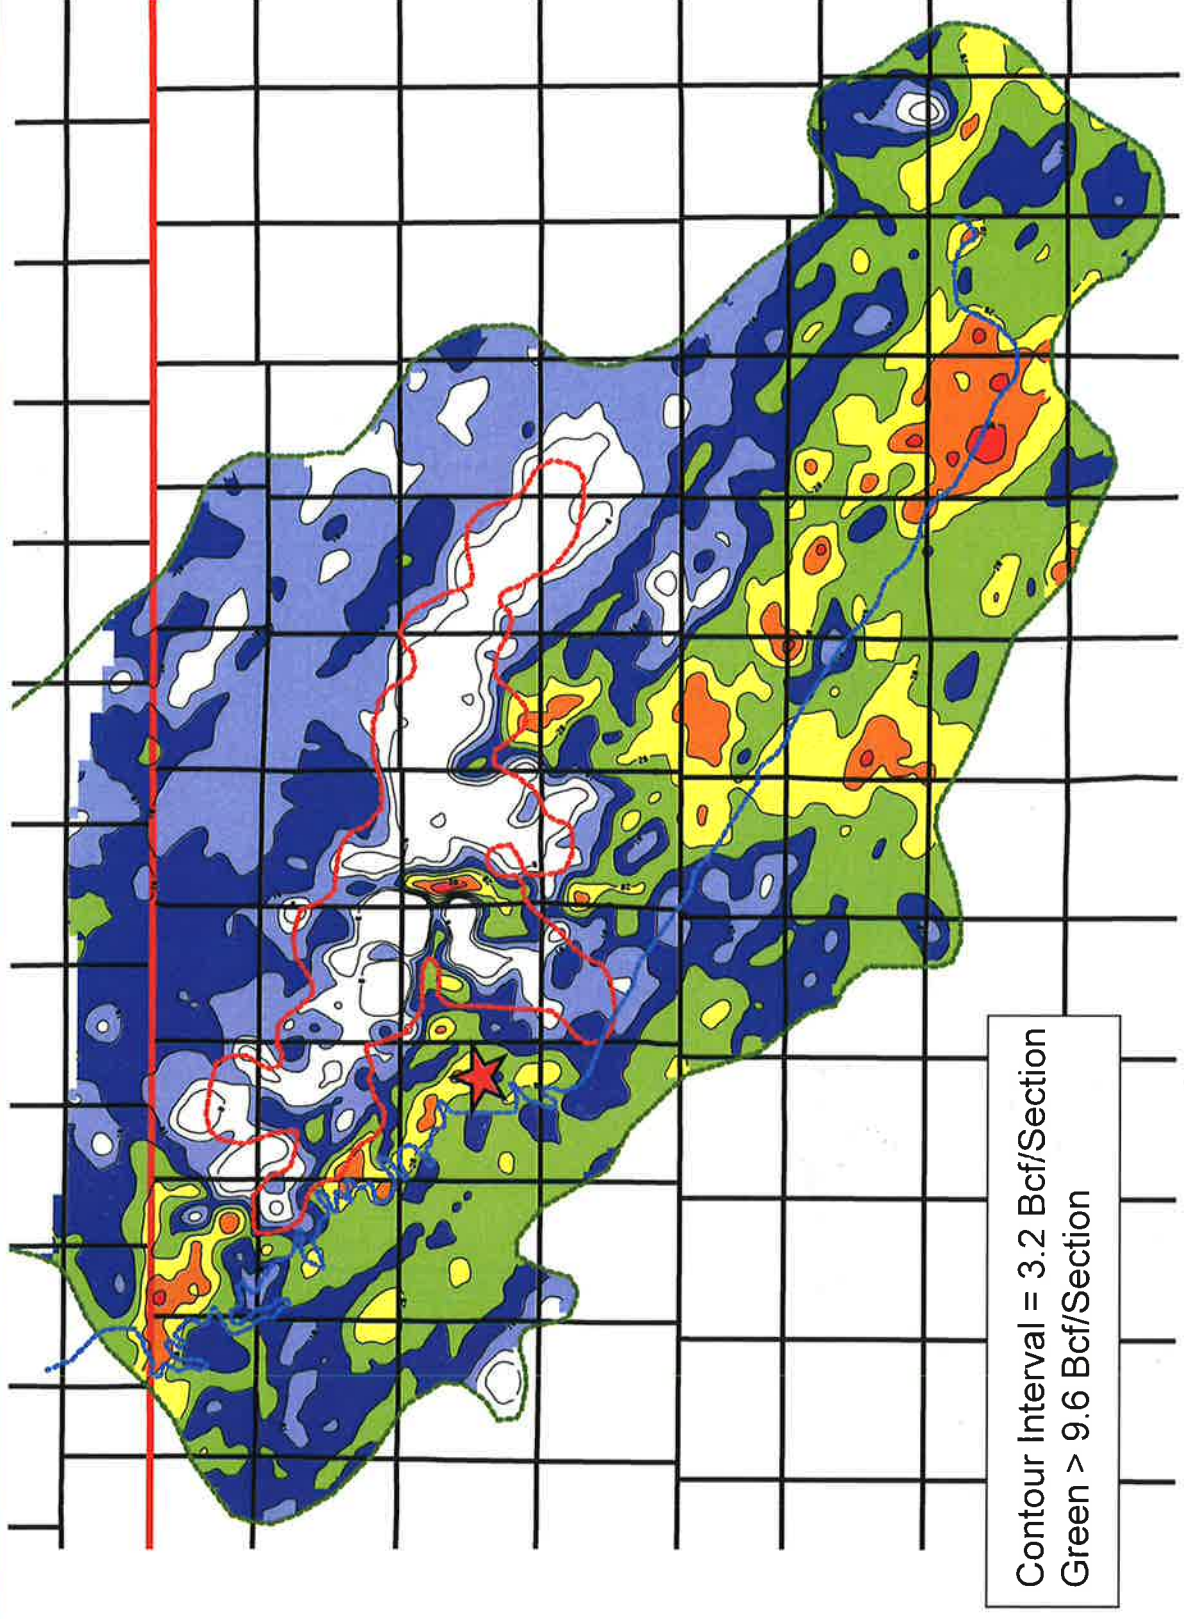 Contour Interval = 3.2 Bcf/Section
Green > 9.6 Bcf/Section